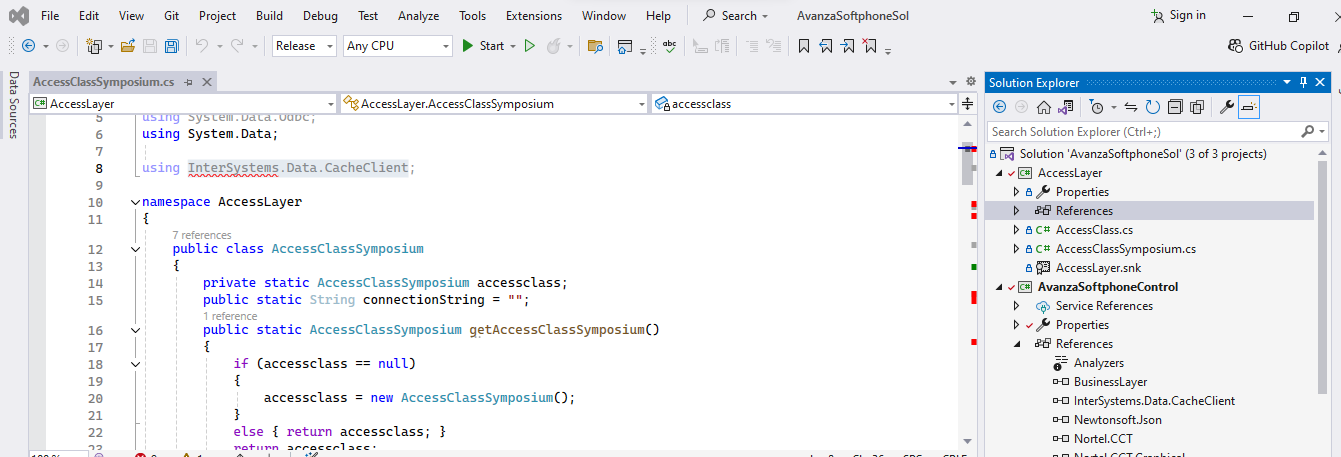 File Edit View Git Project Build Debug Test Analyze Tools Extensions Window Help Search AvanzaSoftphoneSol Sign in
Release Any CPU Start abc GitHub Copilot
Data Sources
AccessClassSymposium.cs
AccessLayer AccessLayer.AccessClassSymposium accessclass
5 using System.Data.Odbc;
6 using System.Data;
7
8 using InterSystems.Data.CacheClient;
9
10 namespace AccessLayer
11 {
7 references
12 public class AccessClassSymposium
13 {
14 private static AccessClassSymposium accessclass;
15 public static String connectionString = "";
1 reference
16 public static AccessClassSymposium getAccessClassSymposium()
17 {
18 if (accessclass == null)
19 {
20 accessclass = new AccessClassSymposium();
21 }
22 else { return accessclass; }
23 return accessclass;
Solution Explorer
Search Solution Explorer (Ctrl+;)
Solution 'AvanzaSoftphoneSol' (3 of 3 projects)
C# AccessLayer
Properties
References
C# AccessClass.cs
C# AccessClassSymposium.cs
AccessLayer.snk
C# AvanzaSoftphoneControl
Service References
Properties
References
Analyzers
BusinessLayer
InterSystems.Data.CacheClient
Newtonsoft.Json
Nortel.CCT
Nortel.CCT.Graphical